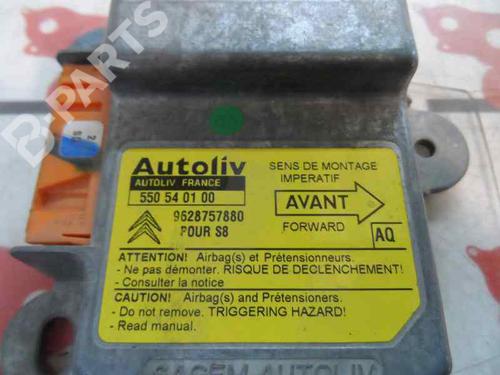 B-PARTS
Autoliv
AUTOLIV FRANCE
550 54 01 00
9628757880
POUR S8
SENS DE MONTAGE
IMPERATIF
AVANT
FORWARD
AQ
ATTENTION! Airbag(s) et Prétensionneurs.
- Ne pas démonter. RISQUE DE DECLENCHEMENT!
- Consulter la notice
CAUTION! Airbag(s) and Prétensioners.
- Do not remove. TRIGGERING HAZARD!
- Read manual.
SAGEM AUTOLIV